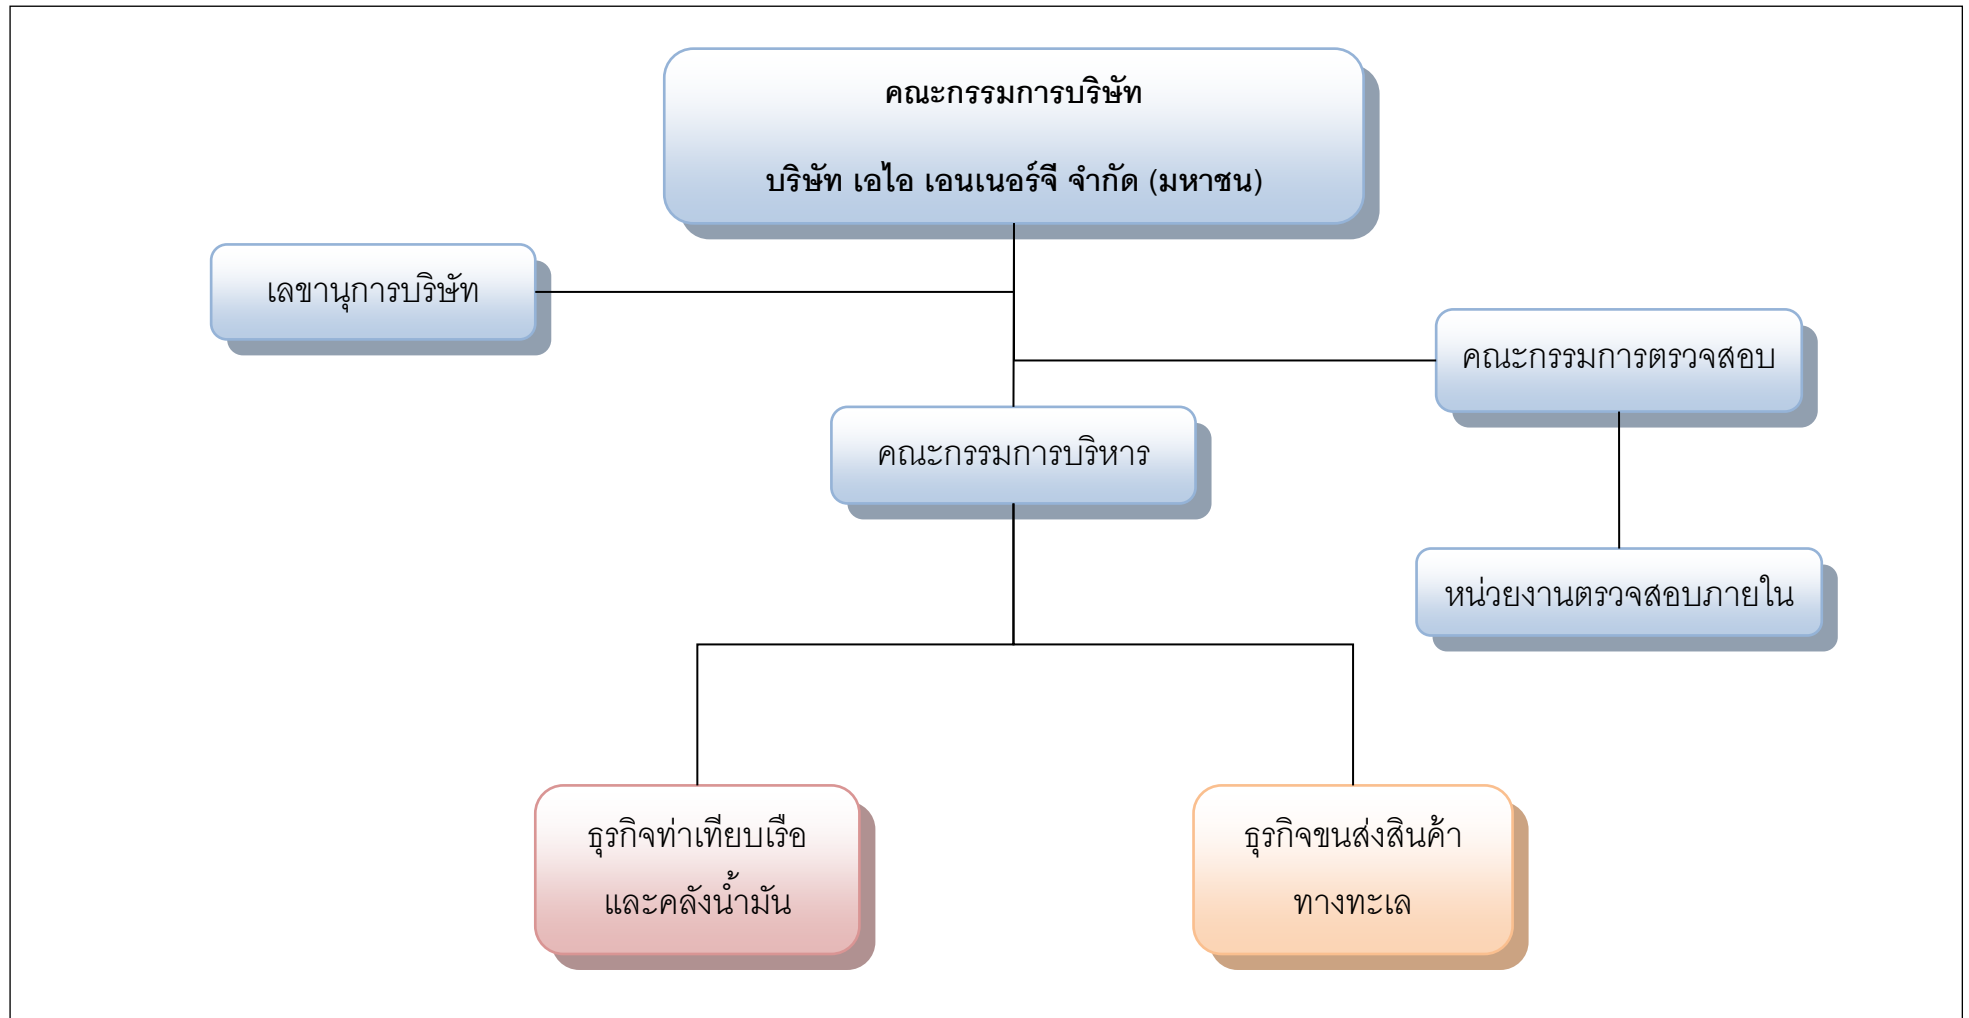 คณะกรรมการบริษัท
บริษัท เอไอ เอนเนอร์จี จำกัด (มหาชน)
เลขานุการบริษัท
คณะกรรมการตรวจสอบ
คณะกรรมการบริหาร
หน่วยงานตรวจสอบภายใน
ธุรกิจท่าเทียบเรือ
และคลังน้ำมัน
ธุรกิจขนส่งสินค้า
ทางทะเล